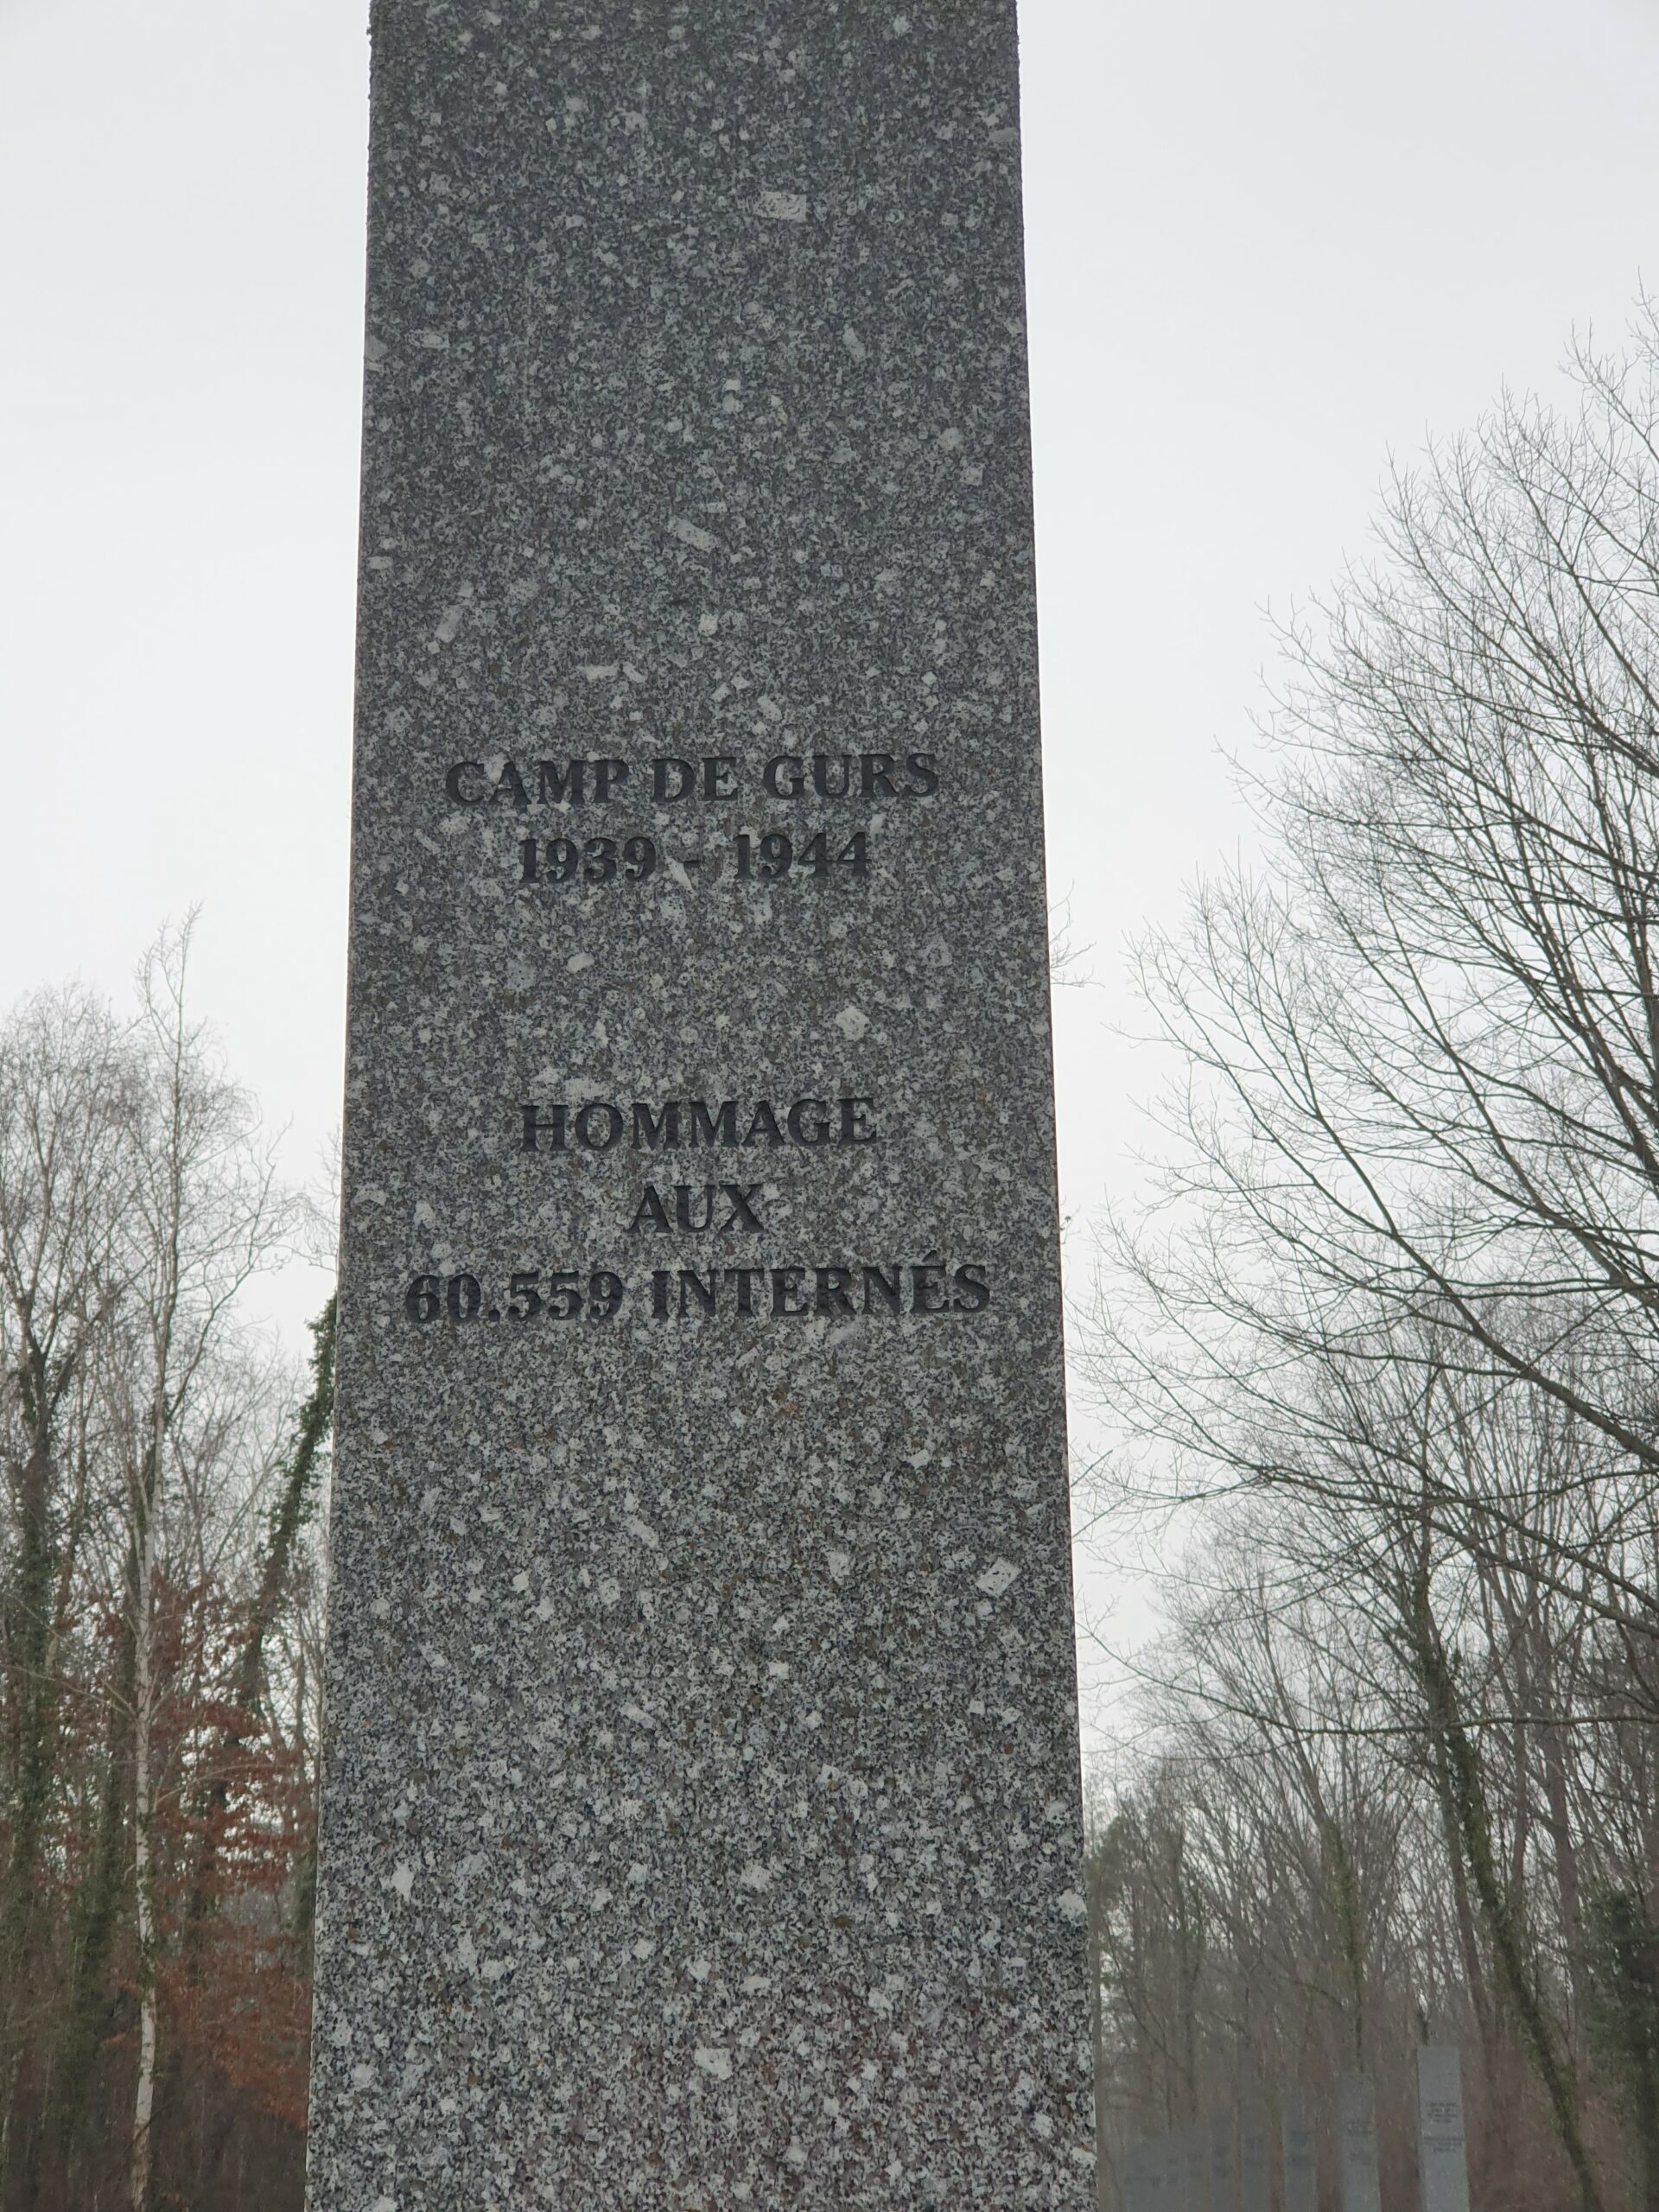 CAMP DE GURS
1939 - 1944
HOMMAGE
AUX
60.559 INTERNÉS